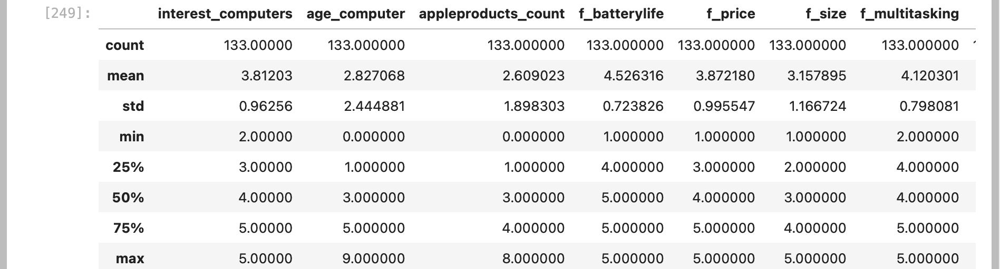 [249]: interest_computers age_computer appleproducts_count f_batterylife f_price f_size f_multitasking
count 133.00000 133.000000 133.000000 133.000000 133.000000 133.000000 133.000000
mean 3.81203 2.827068 2.609023 4.526316 3.872180 3.157895 4.120301
std 0.96256 2.444881 1.898303 0.723826 0.995547 1.166724 0.798081
min 2.00000 0.000000 0.000000 1.000000 1.000000 1.000000 2.000000
25% 3.00000 1.000000 1.000000 4.000000 3.000000 2.000000 4.000000
50% 4.00000 3.000000 3.000000 5.000000 4.000000 3.000000 4.000000
75% 5.00000 5.000000 4.000000 5.000000 5.000000 4.000000 5.000000
max 5.00000 9.000000 8.000000 5.000000 5.000000 5.000000 5.000000